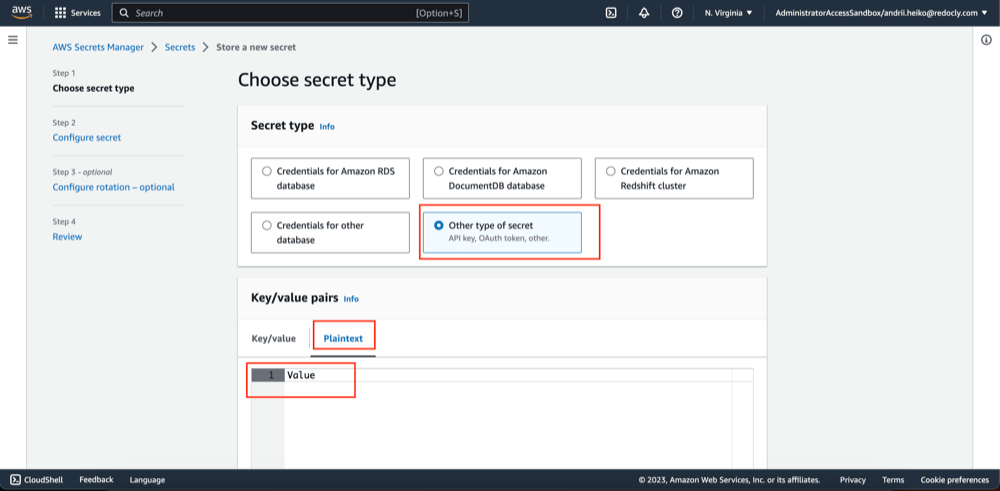 aws
Services
Search
[Option+S]
N. Virginia
AdministratorAccessSandbox/andrii.heiko@redocly.com
AWS Secrets Manager
Secrets
Store a new secret
Step 1
Choose secret type
Step 2
Configure secret
Step 3 - optional
Configure rotation – optional
Step 4
Review
Choose secret type
Secret type Info
Credentials for Amazon RDS
database
Credentials for Amazon
DocumentDB database
Credentials for Amazon
Redshift cluster
Credentials for other
database
Other type of secret
API key, OAuth token, other.
Key/value pairs Info
Key/value
Plaintext
1 Value
CloudShell
Feedback
Language
© 2023, Amazon Web Services, Inc. or its affiliates.
Privacy
Terms
Cookie preferences